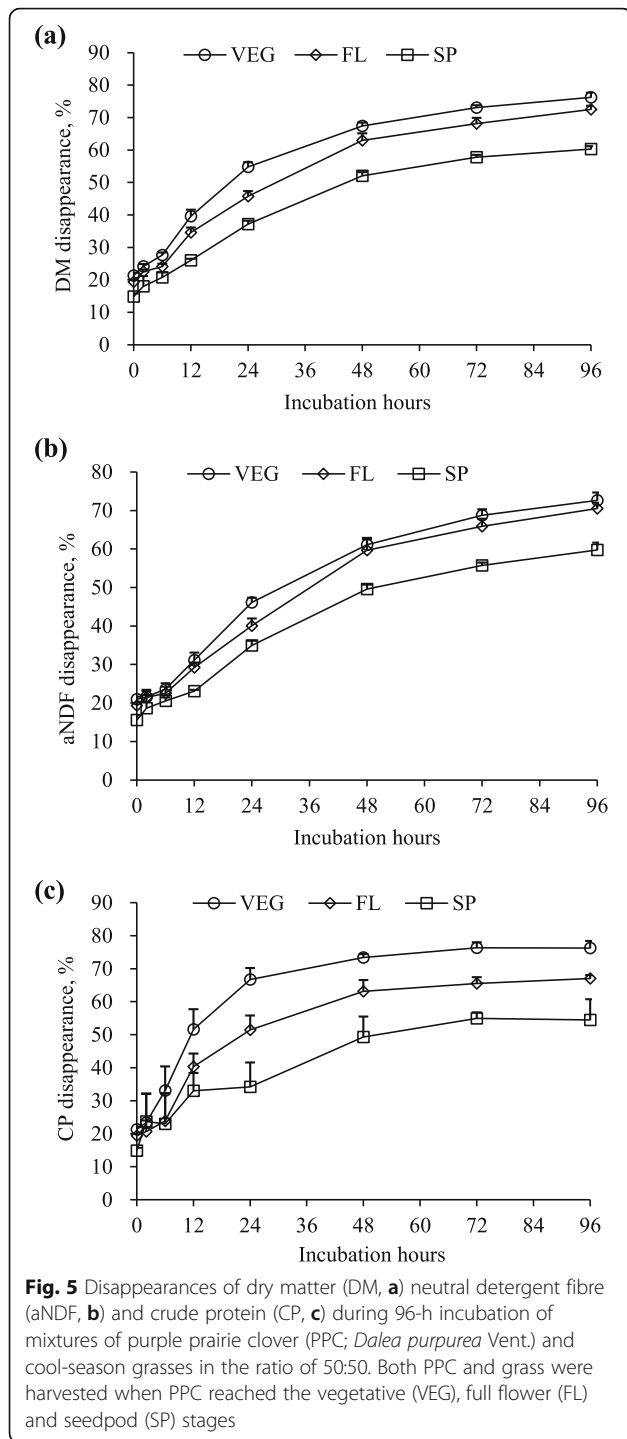 (a)
VEG FL SP
DM disappearance, %
90
80
70
60
50
40
30
20
10
0
0 12 24 36 48 60 72 84 96
Incubation hours
(b)
VEG FL SP
aNDF disappearance, %
80
70
60
50
40
30
20
10
0
0 12 24 36 48 60 72 84 96
Incubation hours
(c)
VEG FL SP
CP disappearance, %
90
80
70
60
50
40
30
20
10
0
0 12 24 36 48 60 72 84 96
Incubation hours
Fig. 5 Disappearances of dry matter (DM, a) neutral detergent fibre
(aNDF, b) and crude protein (CP, c) during 96-h incubation of
mixtures of purple prairie clover (PPC; Dalea purpurea Vent.) and
cool-season grasses in the ratio of 50:50. Both PPC and grass were
harvested when PPC reached the vegetative (VEG), full flower (FL)
and seedpod (SP) stages